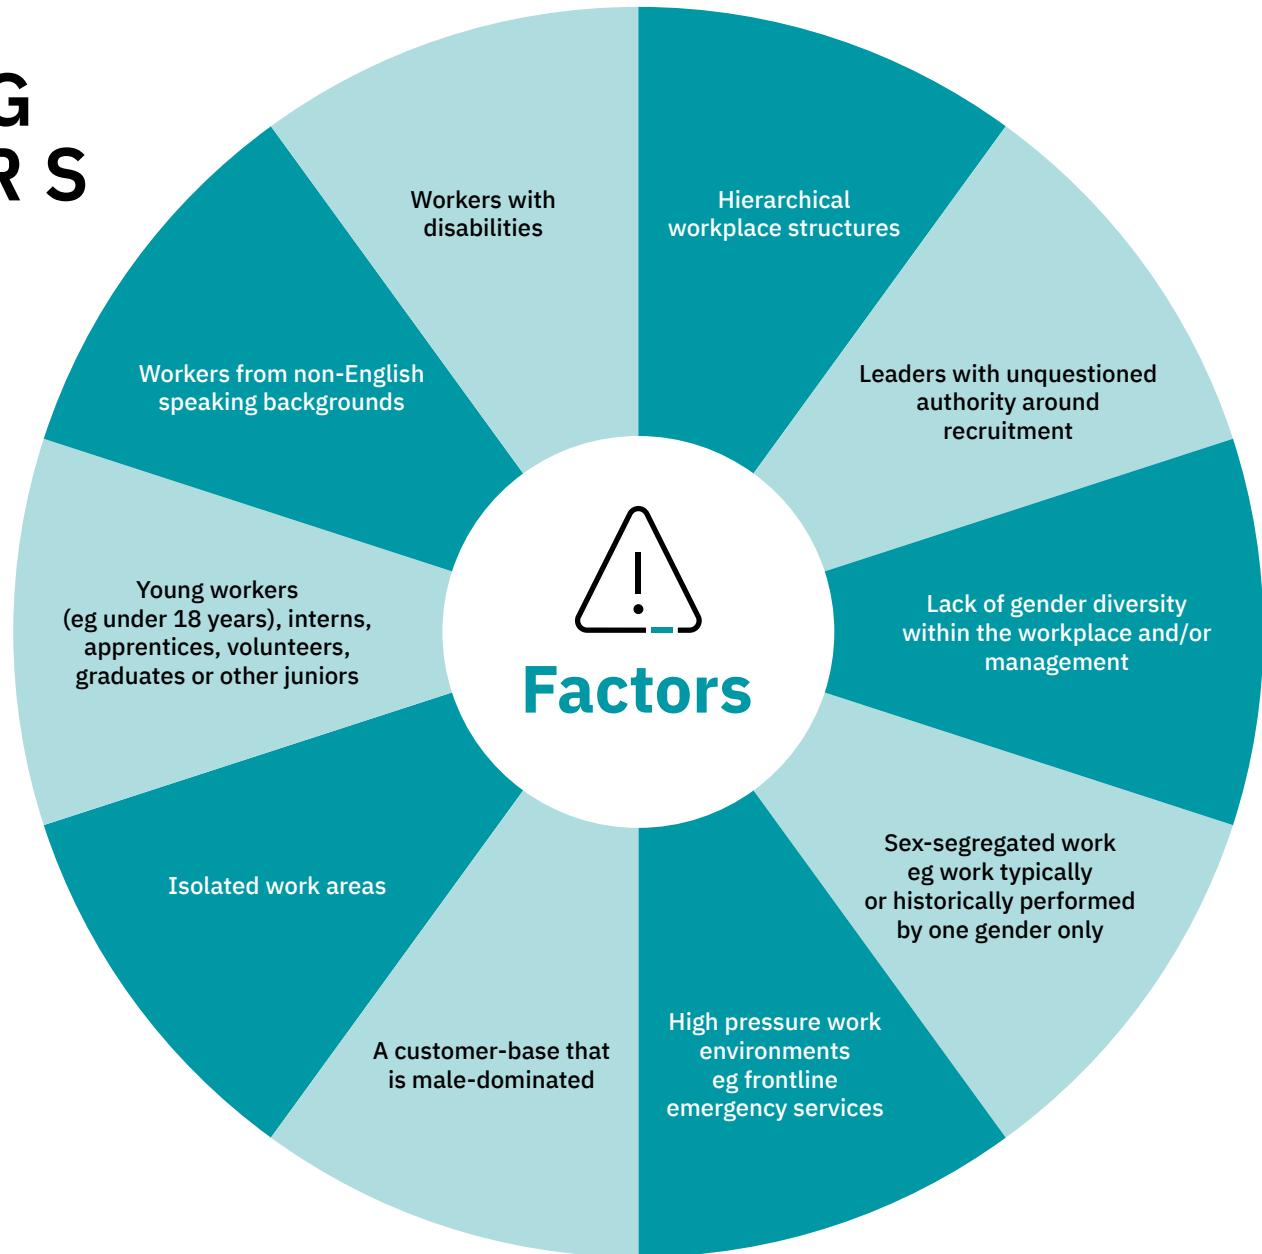 G
RS
Workers with
disabilities
Hierarchical
workplace structures
Workers from non-English
speaking backgrounds
Leaders with unquestioned
authority around
recruitment
Young workers
(eg under 18 years), interns,
apprentices, volunteers,
graduates or other juniors
Factors
Lack of gender diversity
within the workplace and/or
management
Isolated work areas
Sex-segregated work
eg work typically
or historically performed
by one gender only
A customer-base that
is male-dominated
High pressure work
environments
eg frontline
emergency services